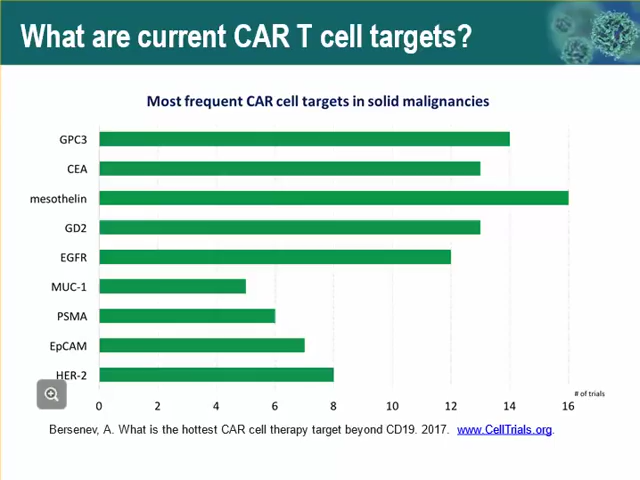 What are current CAR T cell targets?
Most frequent CAR cell targets in solid malignancies
GPC3
CEA
mesothelin
GD2
EGFR
MUC-1
PSMA
EpCAM
HER-2
# of trials
0 2 4 6 8 10 12 14 16
Bersenev, A. What is the hottest CAR cell therapy target beyond CD19. 2017. www.CellTrials.org.